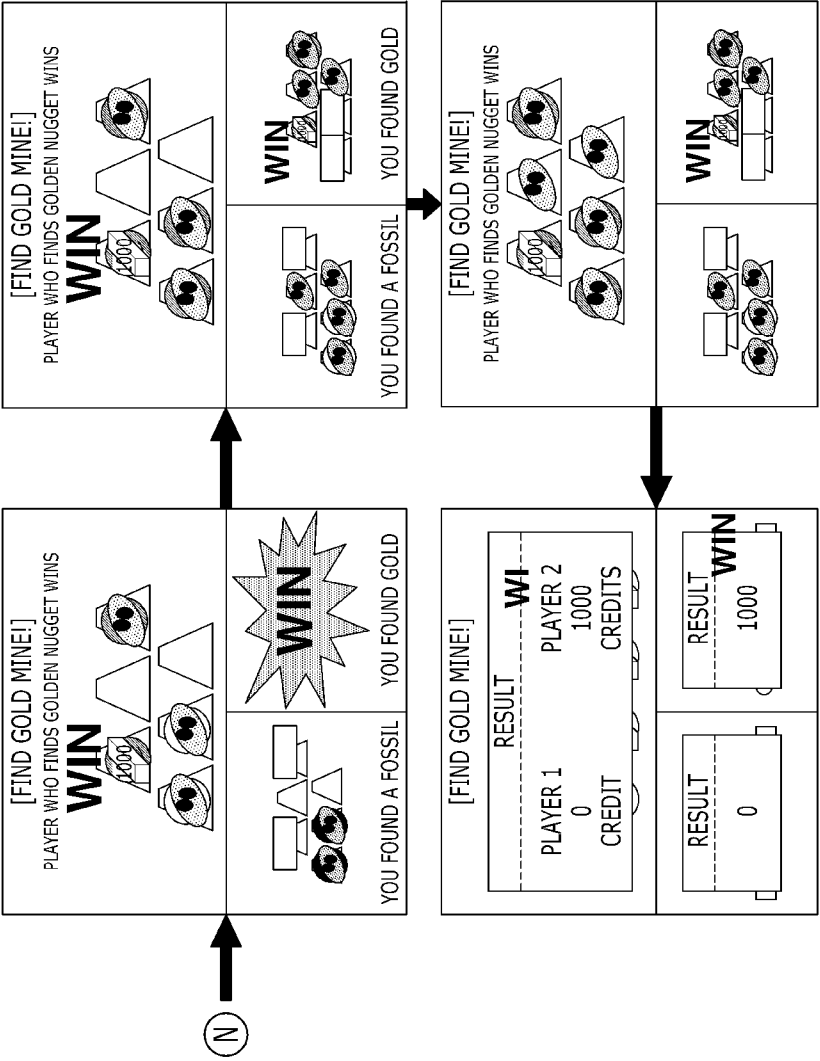 N
[FIND GOLD MINE!]
PLAYER WHO FINDS GOLDEN NUGGET WINS
WIN
1000
WIN
YOU FOUND A FOSSIL
YOU FOUND GOLD
[FIND GOLD MINE!]
PLAYER WHO FINDS GOLDEN NUGGET WINS
WIN
1000
WIN
1000
YOU FOUND A FOSSIL
YOU FOUND GOLD
[FIND GOLD MINE!]
PLAYER WHO FINDS GOLDEN NUGGET WINS
1000
WIN
1000
[FIND GOLD MINE!]
RESULT
WI
PLAYER 1 PLAYER 2
0 1000
CREDIT CREDITS
RESULT
0
RESULT
WIN
1000